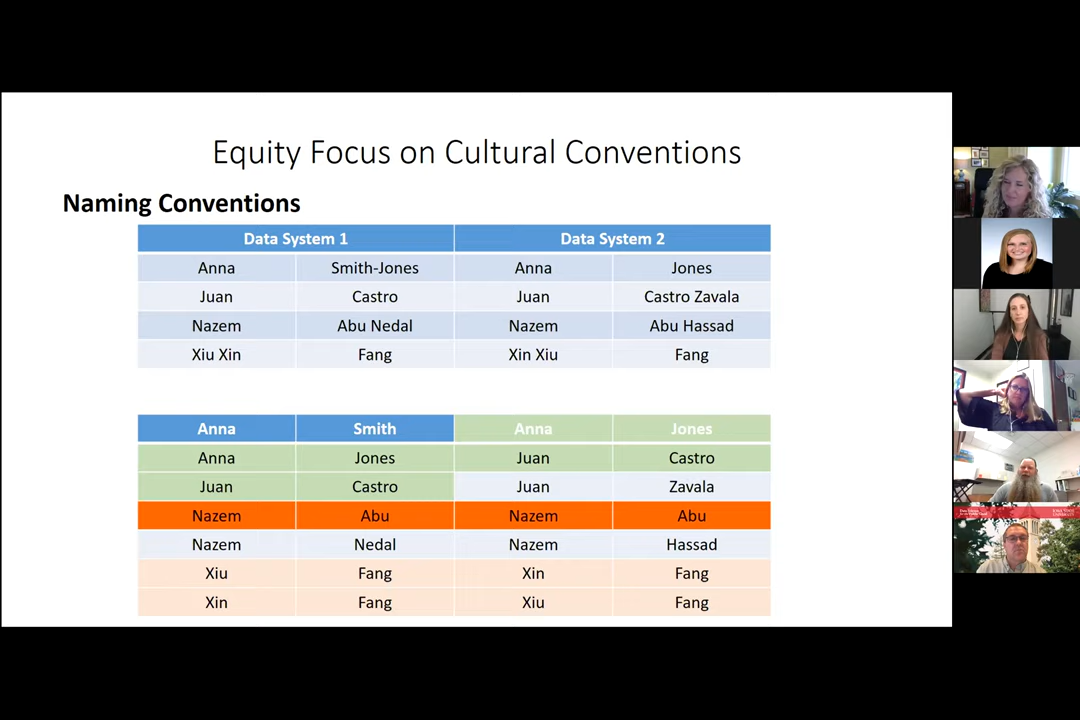 Equity Focus on Cultural Conventions
Naming Conventions
Data System 1 Data System 2
Anna Smith-Jones Anna Jones
Juan Castro Juan Castro Zavala
Nazem Abu Nedal Nazem Abu Hassad
Xiu Xin Fang Xin Xiu Fang
Anna Smith Anna Jones
Anna Jones Juan Castro
Juan Castro Juan Zavala
Nazem Abu Nazem Abu
Nazem Nedal Nazem Hassad
Xiu Fang Xin Fang
Xin Fang Xiu Fang